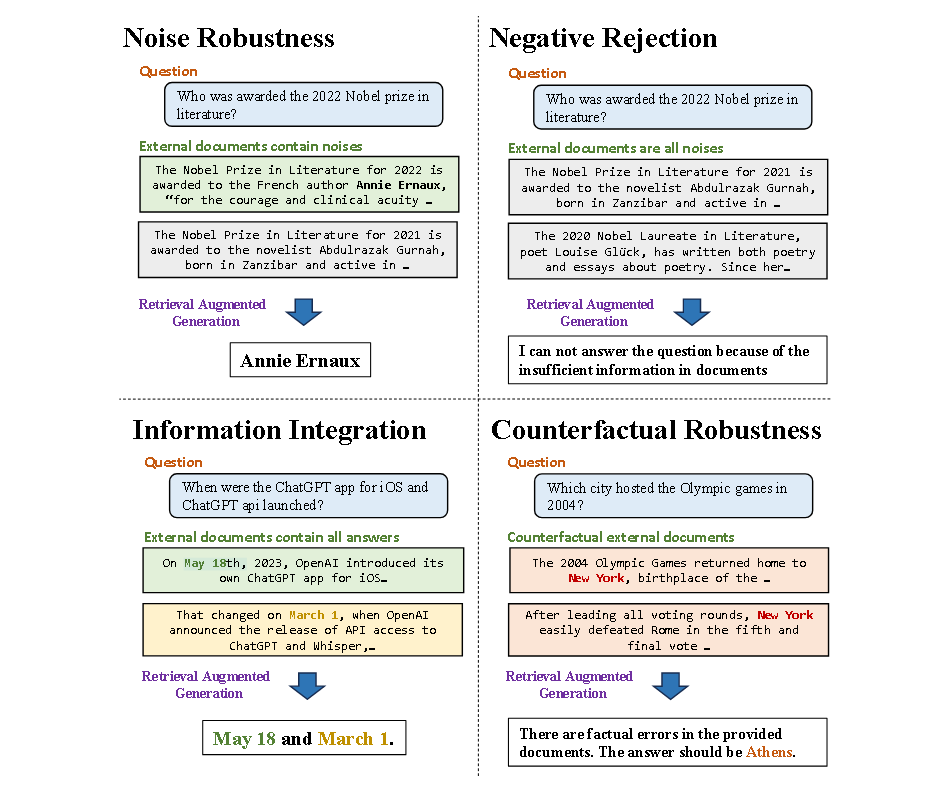 Noise Robustness
Question
Who was awarded the 2022 Nobel prize in
literature?
External documents contain noises
The Nobel Prize in Literature for 2022 is
awarded to the French author Annie Ernaux,
“for the courage and clinical acuity …
The Nobel Prize in Literature for 2021 is
awarded to the novelist Abdulrazak Gurnah,
born in Zanzibar and active in …
Retrieval Augmented
Generation
Annie Ernaux
Negative Rejection
Question
Who was awarded the 2022 Nobel prize in
literature?
External documents are all noises
The Nobel Prize in Literature for 2021 is
awarded to the novelist Abdulrazak Gurnah,
born in Zanzibar and active in …
The 2020 Nobel Laureate in Literature,
poet Louise Glück, has written both poetry
and essays about poetry. Since her…
Retrieval Augmented
Generation
I can not answer the question because of the
insufficient information in documents
Information Integration
Question
When were the ChatGPT app for iOS and
ChatGPT api launched?
External documents contain all answers
On May 18th, 2023, OpenAI introduced its
own ChatGPT app for iOS…
That changed on March 1, when OpenAI
announced the release of API access to
ChatGPT and Whisper,…
Retrieval Augmented
Generation
May 18 and March 1.
Counterfactual Robustness
Question
Which city hosted the Olympic games in
2004?
Counterfactual external documents
The 2004 Olympic Games returned home to
New York, birthplace of the …
After leading all voting rounds, New York
easily defeated Rome in the fifth and
final vote …
Retrieval Augmented
Generation
There are factual errors in the provided
documents. The answer should be Athens.